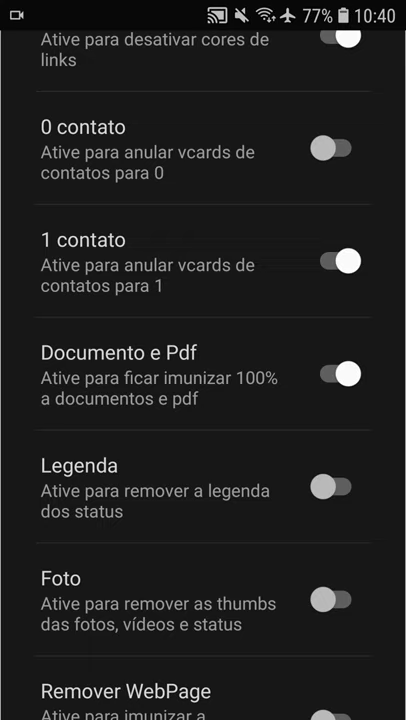 77% 10:40
Ative para desativar cores de
links
0 contato
Ative para anular vcards de
contatos para 0
1 contato
Ative para anular vcards de
contatos para 1
Documento e Pdf
Ative para ficar imunizar 100%
a documentos e pdf
Legenda
Ative para remover a legenda
dos status
Foto
Ative para remover as thumbs
das fotos, vídeos e status
Remover WebPage
Ative para imunizar a